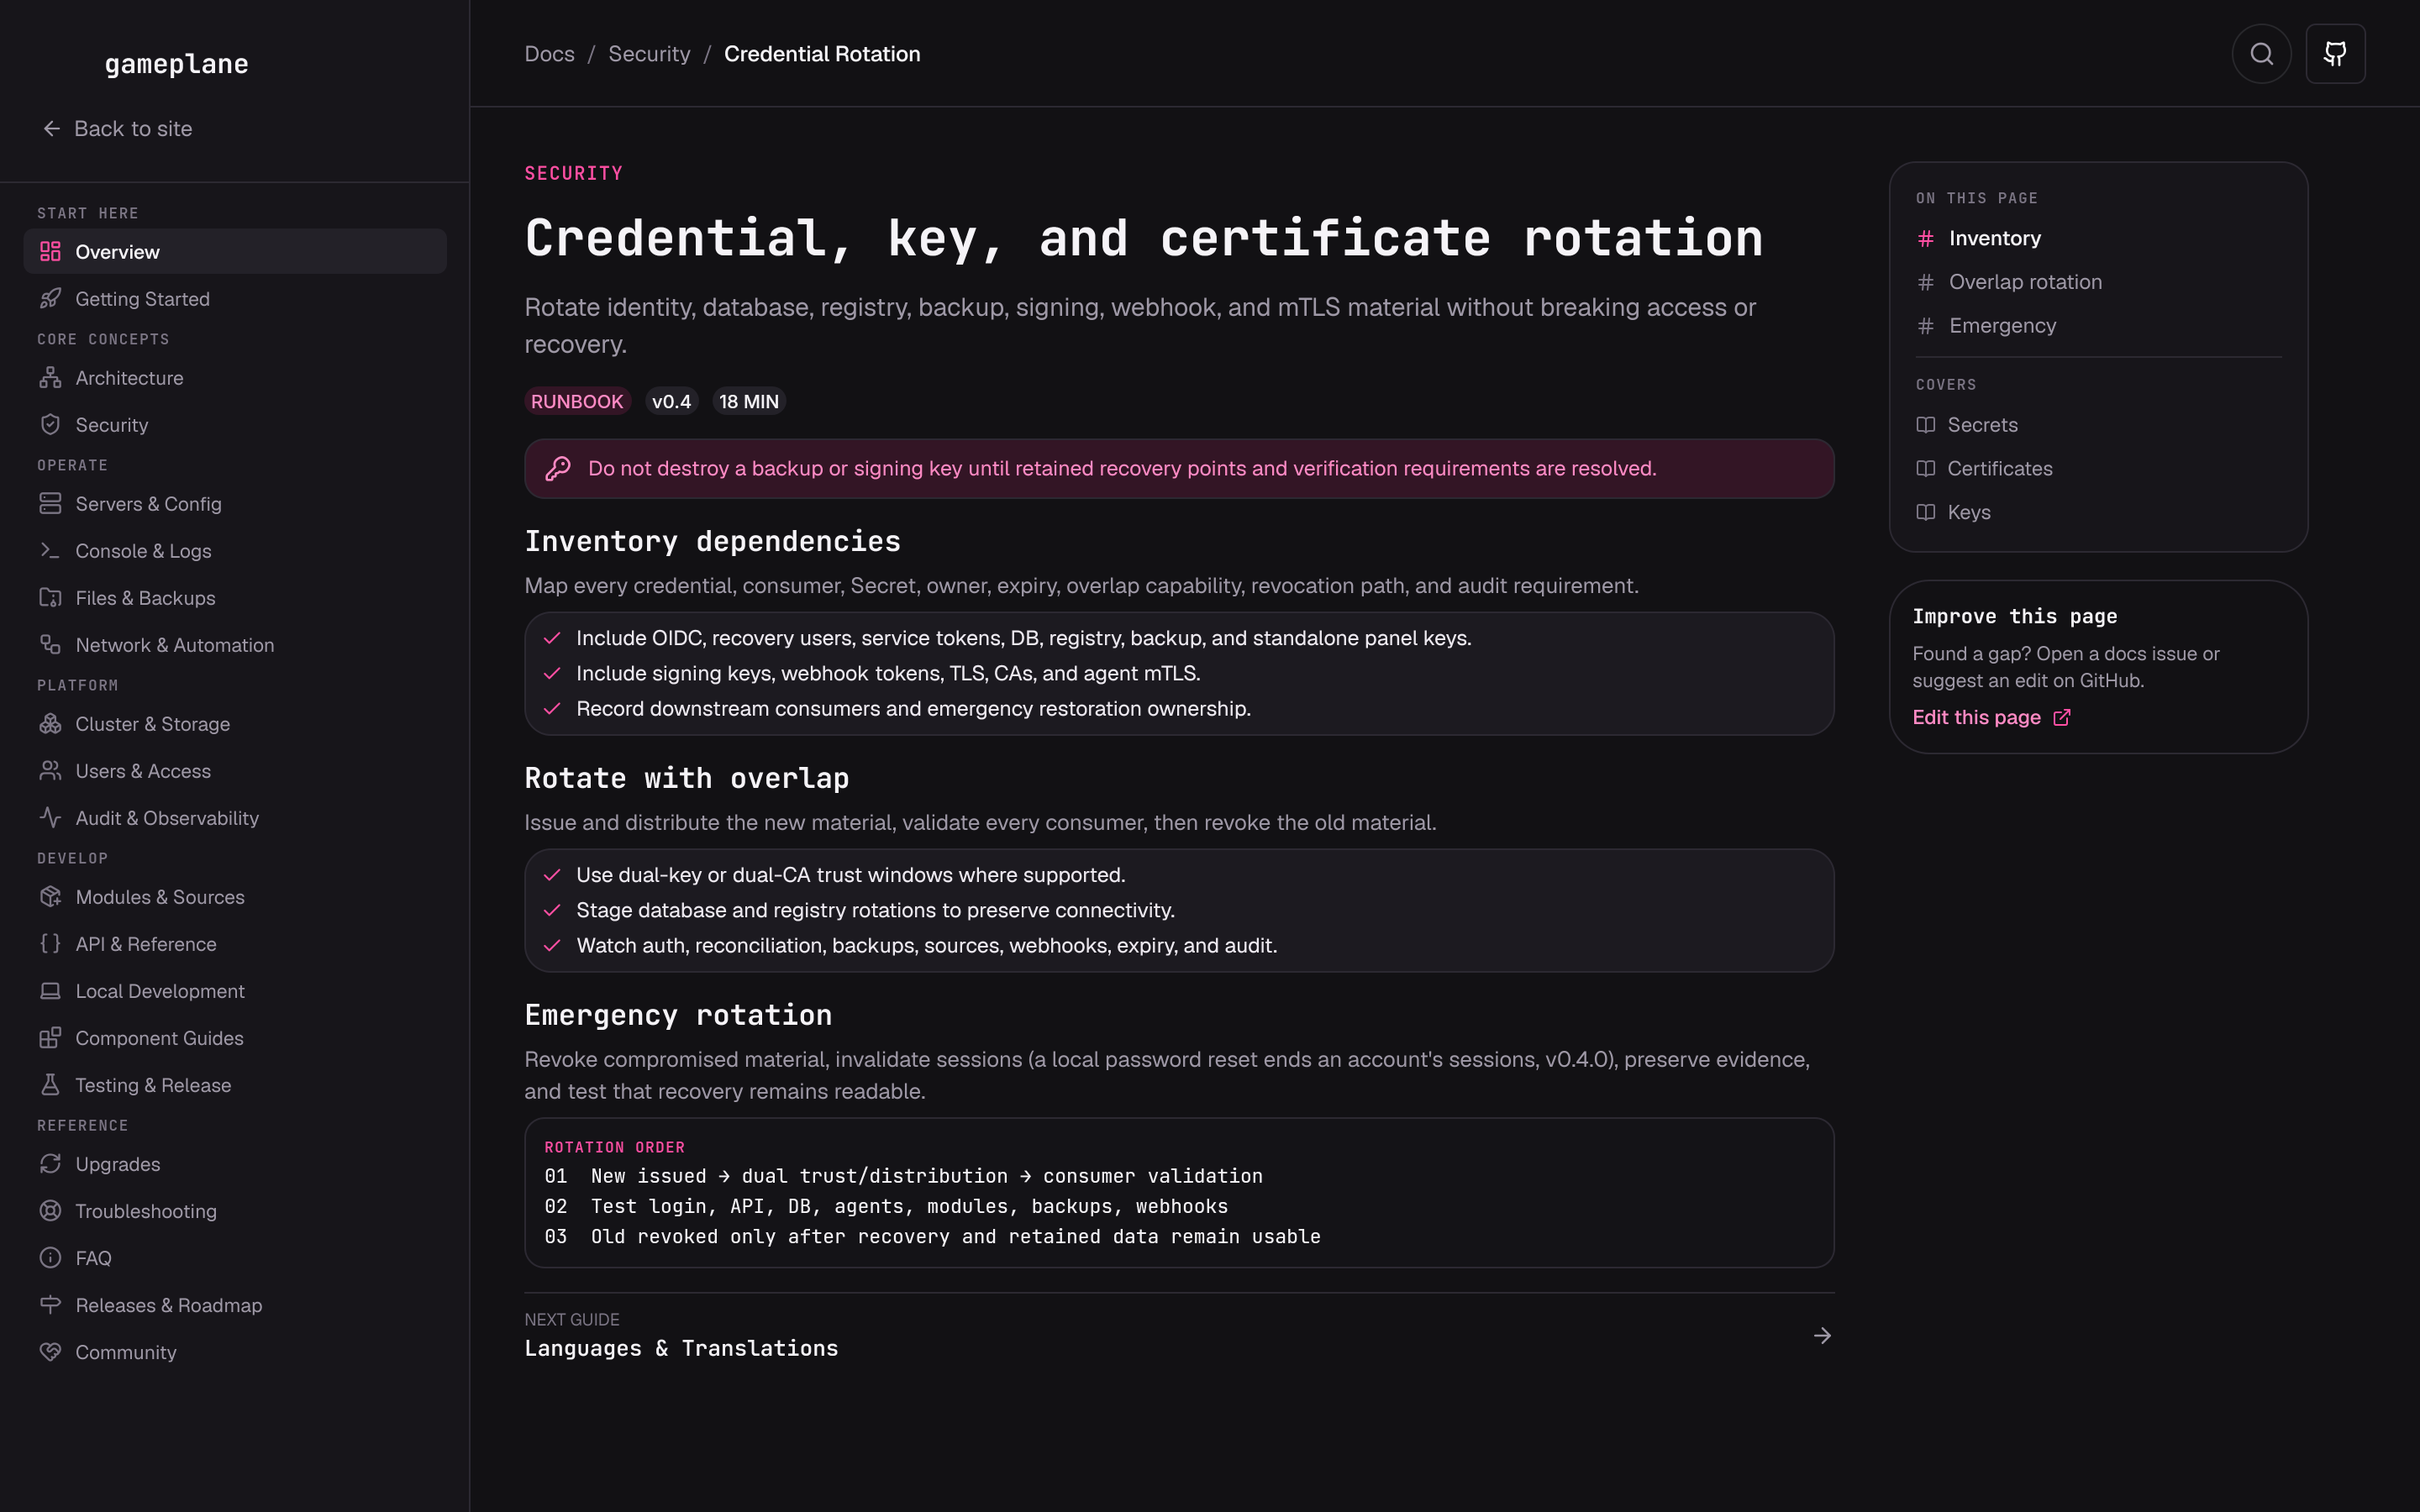 gameplane
Back to site
START HERE
Overview
Getting Started
CORE CONCEPTS
Architecture
Security
OPERATE
Servers & Config
Console & Logs
Files & Backups
Network & Automation
PLATFORM
Cluster & Storage
Users & Access
Audit & Observability
DEVELOP
Modules & Sources
API & Reference
Local Development
Component Guides
Testing & Release
REFERENCE
Upgrades
Troubleshooting
FAQ
Releases & Roadmap
Community
Docs / Security / Credential Rotation
SECURITY
Credential, key, and certificate rotation
Rotate identity, database, registry, backup, signing, webhook, and mTLS material without breaking access or
recovery.
RUNBOOK v0.4 18 MIN
Do not destroy a backup or signing key until retained recovery points and verification requirements are resolved.
Inventory dependencies
Map every credential, consumer, Secret, owner, expiry, overlap capability, revocation path, and audit requirement.
Include OIDC, recovery users, service tokens, DB, registry, backup, and standalone panel keys.
Include signing keys, webhook tokens, TLS, CAs, and agent mTLS.
Record downstream consumers and emergency restoration ownership.
Rotate with overlap
Issue and distribute the new material, validate every consumer, then revoke the old material.
Use dual-key or dual-CA trust windows where supported.
Stage database and registry rotations to preserve connectivity.
Watch auth, reconciliation, backups, sources, webhooks, expiry, and audit.
Emergency rotation
Revoke compromised material, invalidate sessions (a local password reset ends an account's sessions, v0.4.0), preserve evidence,
and test that recovery remains readable.
ROTATION ORDER
01 New issued → dual trust/distribution → consumer validation
02 Test login, API, DB, agents, modules, backups, webhooks
03 Old revoked only after recovery and retained data remain usable
NEXT GUIDE
Languages & Translations
ON THIS PAGE
# Inventory
# Overlap rotation
# Emergency
COVERS
Secrets
Certificates
Keys
Improve this page
Found a gap? Open a docs issue or
suggest an edit on GitHub.
Edit this page